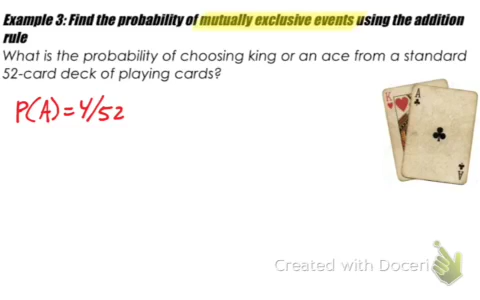 Example 3: Find the probability of mutually exclusive events using the addition
rule
What is the probability of choosing king or an ace from a standard
52-card deck of playing cards?
P(A)=4/52
K
A
A
Created with Doceri